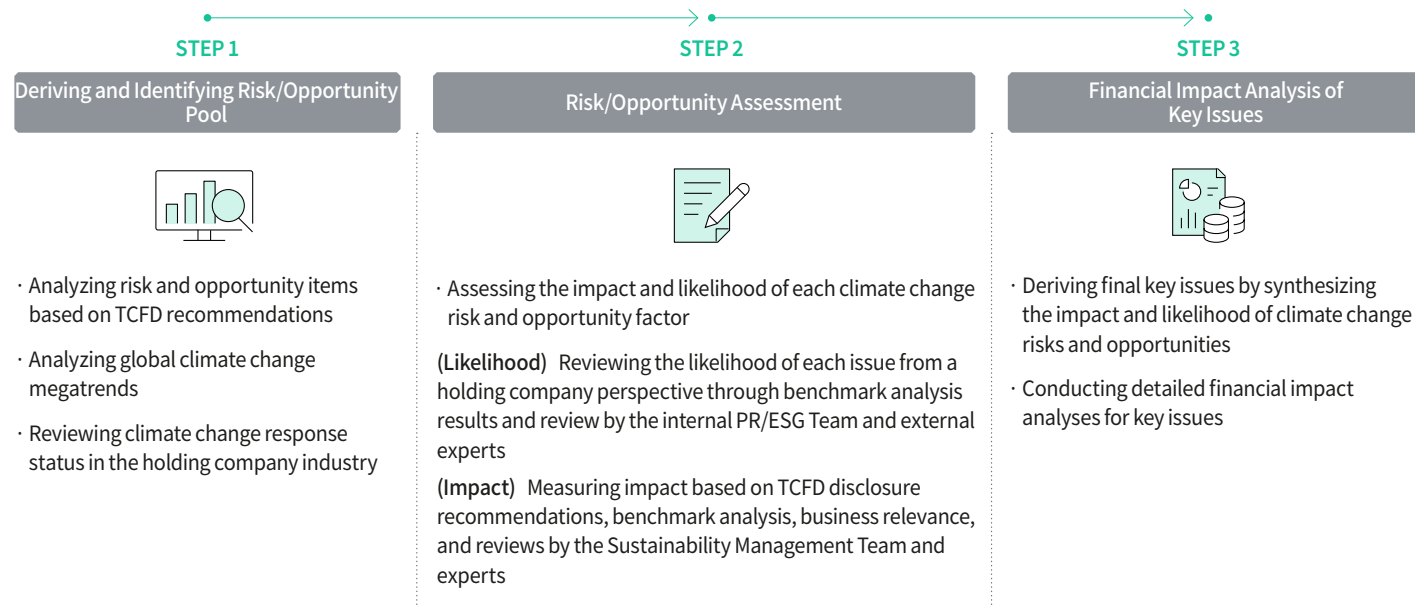 STEP 1
Deriving and Identifying Risk/Opportunity
Pool
· Analyzing risk and opportunity items
based on TCFD recommendations
· Analyzing global climate change
megatrends
· Reviewing climate change response
status in the holding company industry
STEP 2
Risk/Opportunity Assessment
· Assessing the impact and likelihood of each climate change
risk and opportunity factor
(Likelihood) Reviewing the likelihood of each issue from a
holding company perspective through benchmark analysis
results and review by the internal PR/ESG Team and external
experts
(Impact) Measuring impact based on TCFD disclosure
recommendations, benchmark analysis, business relevance,
and reviews by the Sustainability Management Team and
experts
STEP 3
Financial Impact Analysis of
Key Issues
· Deriving final key issues by synthesizing
the impact and likelihood of climate change
risks and opportunities
· Conducting detailed financial impact
analyses for key issues